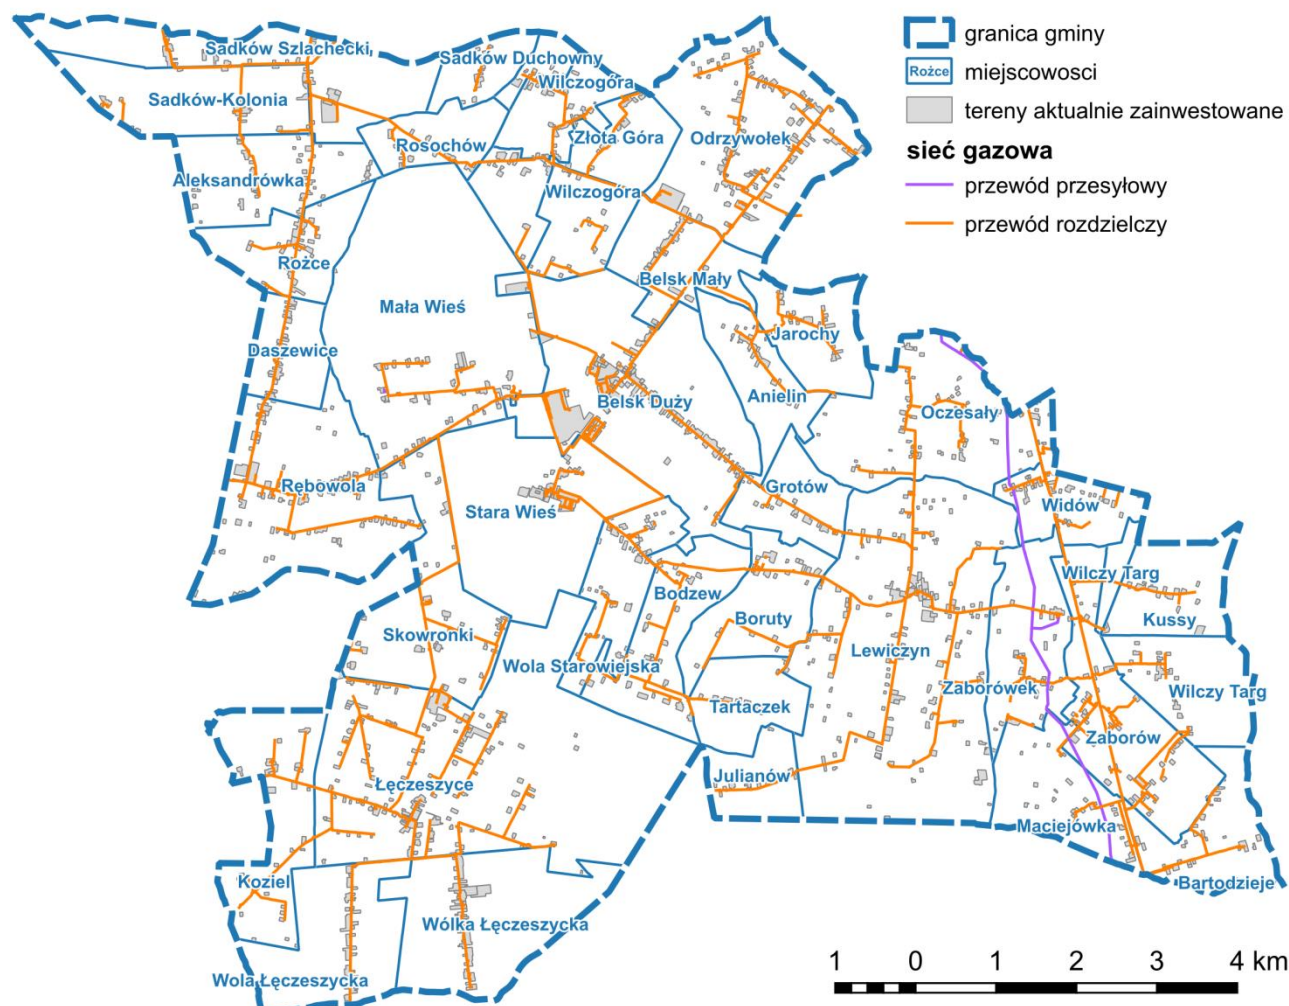 granica gminy
Rożce
miejscowosci
tereny aktualnie zainwestowane
sieć gazowa
przewód przesyłowy
przewód rozdzielczy
Sadków Szlachecki
Sadków Duchowny
Wilczogóra
Sadków-Kolonia
Rosochów
Złota Góra
Odrzywołek
Aleksandrówka
Wilczogóra
Rożce
Belsk Mały
Mała Wieś
Jarochy
Daszewice
Belsk Duży
Anielin
Oczesały
Rębowola
Grotów
Stara Wieś
Widów
Wilczy Targ
Bodzew
Kussy
Boruty
Skowronki
Lewiczyn
Wola Starowiejska
Zaborówek
Wilczy Targ
Tartaczek
Zaborów
Julianów
Łęczeszyce
Maciejówka
Koziel
Bartodzieje
Wólka Łęczeszycka
Wola Łęczeszycka
1 0 1 2 3 4 km